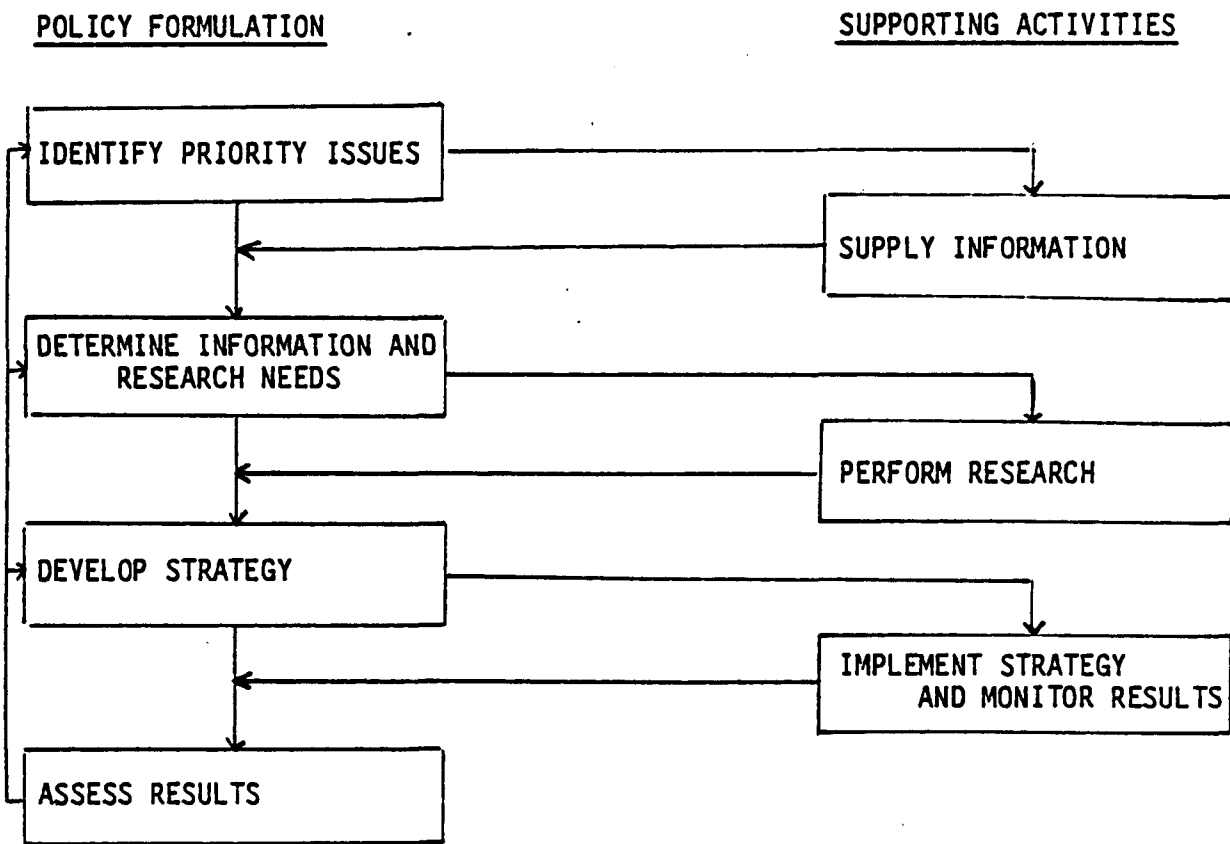 POLICY FORMULATION
SUPPORTING ACTIVITIES
IDENTIFY PRIORITY ISSUES
SUPPLY INFORMATION
DETERMINE INFORMATION AND
RESEARCH NEEDS
PERFORM RESEARCH
DEVELOP STRATEGY
IMPLEMENT STRATEGY
AND MONITOR RESULTS
ASSESS RESULTS